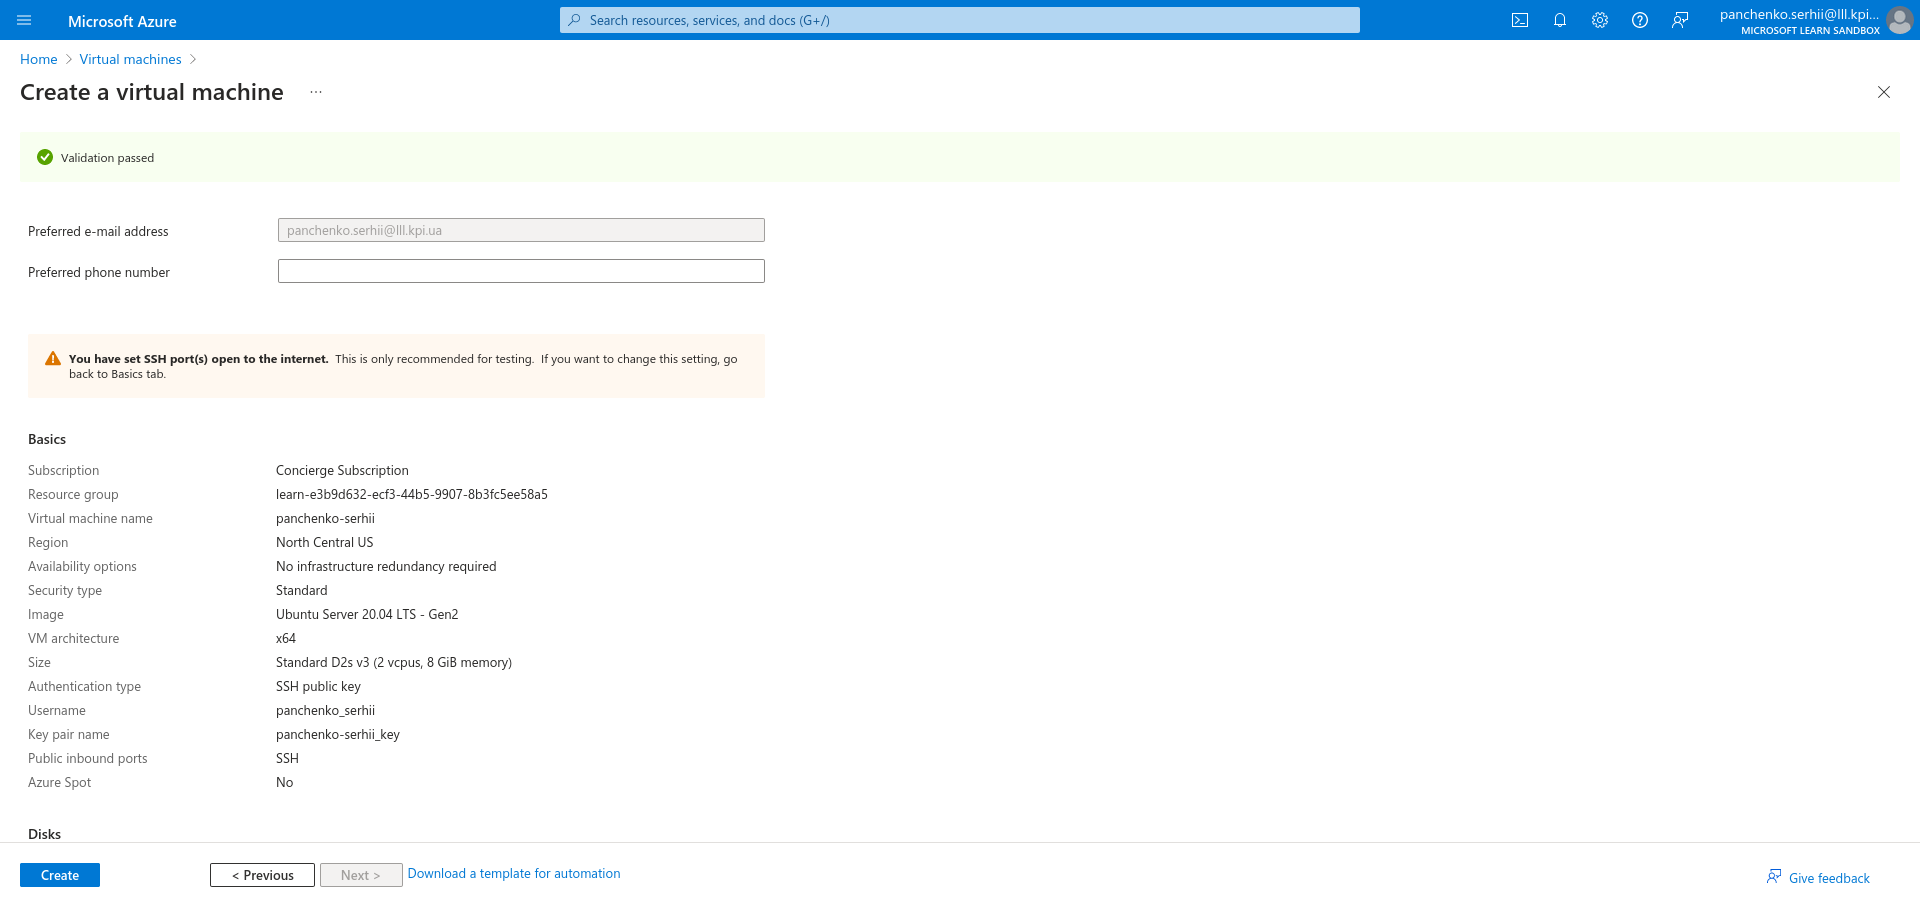 Microsoft Azure
Search resources, services, and docs (G+/)
panchenko.serhii@lll.kpi...
MICROSOFT LEARN SANDBOX
Home > Virtual machines >
Create a virtual machine ...
Validation passed
Preferred e-mail address panchenko.serhii@lll.kpi.ua
Preferred phone number
You have set SSH port(s) open to the internet. This is only recommended for testing. If you want to change this setting, go
back to Basics tab.
Basics
Subscription Concierge Subscription
Resource group learn-e3b9d632-ecf3-44b5-9907-8b3fc5ee58a5
Virtual machine name panchenko-serhii
Region North Central US
Availability options No infrastructure redundancy required
Security type Standard
Image Ubuntu Server 20.04 LTS - Gen2
VM architecture x64
Size Standard D2s v3 (2 vcpus, 8 GiB memory)
Authentication type SSH public key
Username panchenko_serhii
Key pair name panchenko-serhii_key
Public inbound ports SSH
Azure Spot No
Disks
Create < Previous Next > Download a template for automation
Give feedback